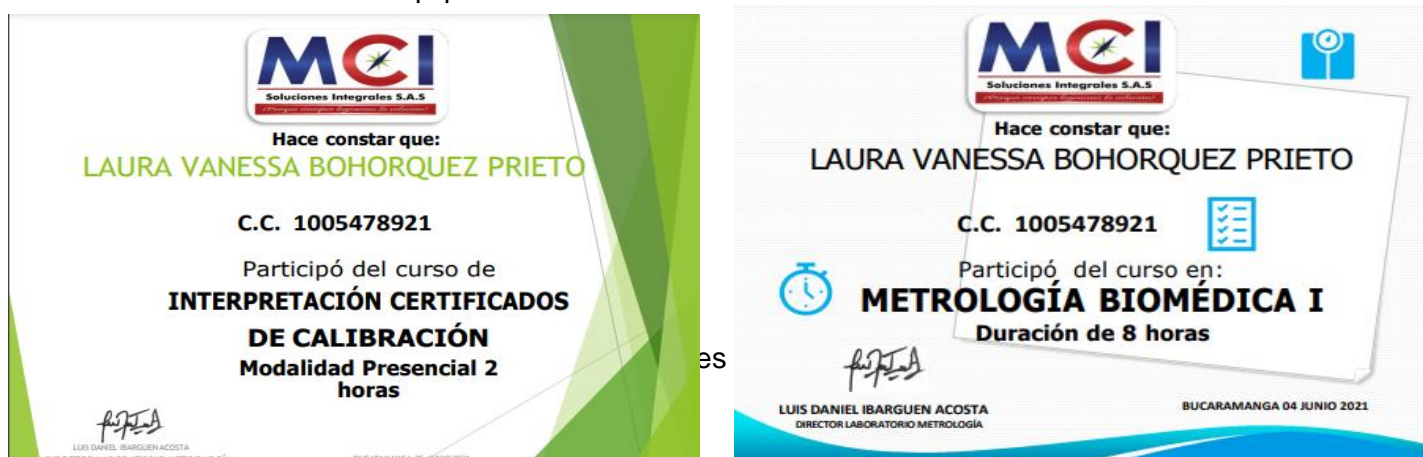 MCI
Soluciones Integrales S.A.S
Hace constar que:
LAURA VANESSA BOHORQUEZ PRIETO
C.C. 1005478921
Participó del curso de
INTERPRETACIÓN CERTIFICADOS
DE CALIBRACIÓN
Modalidad Presencial 2
horas
LUIS DANIEL IBARGUEN ACOSTA
es
MCI
Soluciones Integrales S.A.S
Hace constar que:
LAURA VANESSA BOHORQUEZ PRIETO
C.C. 1005478921
Participó del curso en:
METROLOGÍA BIOMÉDICA I
Duración de 8 horas
LUIS DANIEL IBARGUEN ACOSTA
DIRECTOR LABORATORIO METROLOGÍA
BUCARAMANGA 04 JUNIO 2021